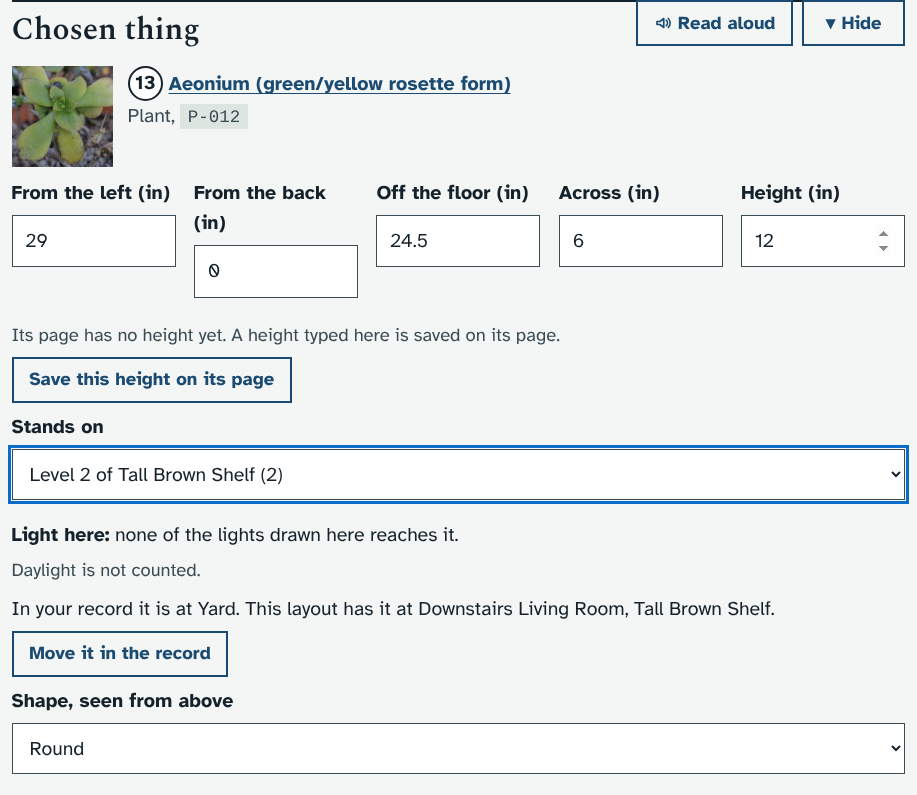 Chosen thing
Read aloud
▾ Hide
13 Aeonium (green/yellow rosette form)
Plant, P-012
From the left (in)
29
From the back (in)
0
Off the floor (in)
24.5
Across (in)
6
Height (in)
12
Its page has no height yet. A height typed here is saved on its page.
Save this height on its page
Stands on
Level 2 of Tall Brown Shelf (2)
Light here: none of the lights drawn here reaches it.
Daylight is not counted.
In your record it is at Yard. This layout has it at Downstairs Living Room, Tall Brown Shelf.
Move it in the record
Shape, seen from above
Round